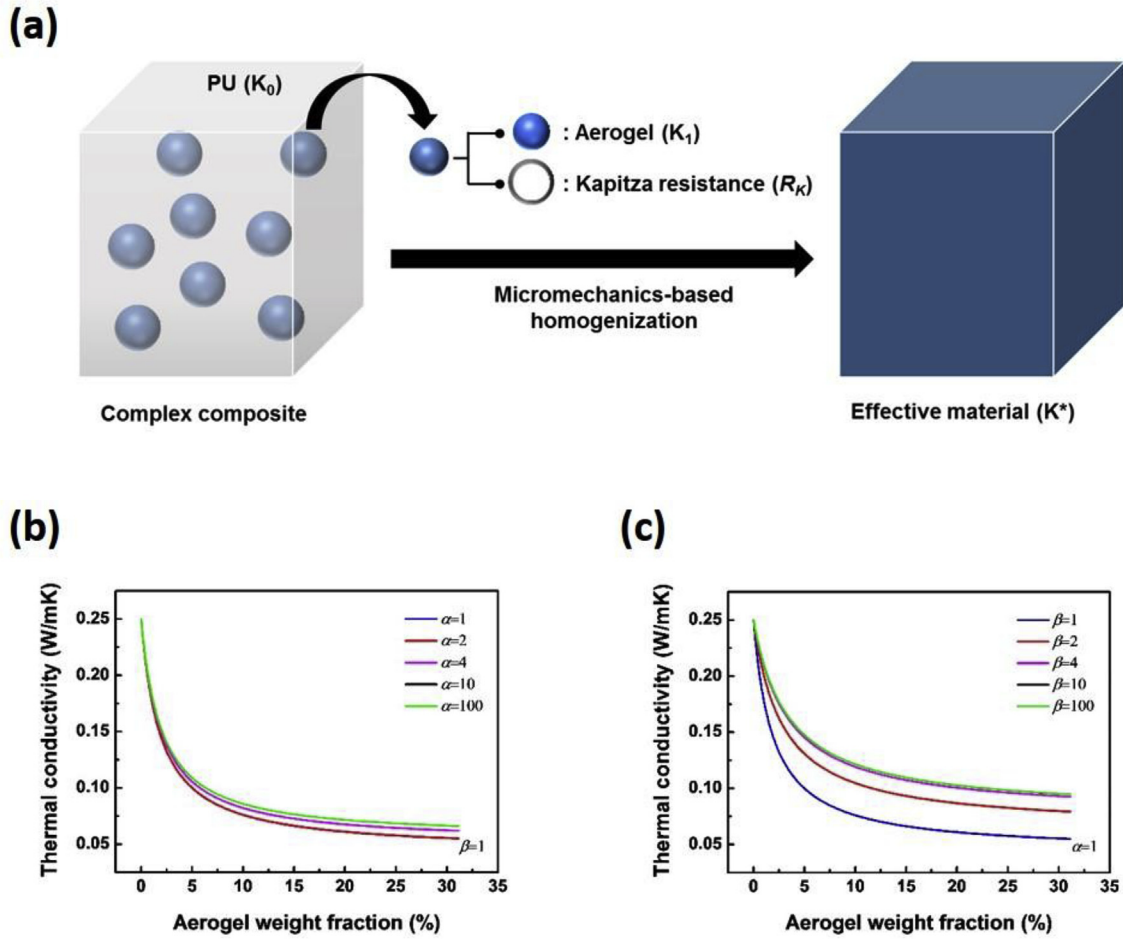 (a)
PU (K₀)
: Aerogel (K₁)
: Kapitza resistance (R_K)
Micromechanics-based
homogenization
Complex composite
Effective material (K*)
(b)
Thermal conductivity (W/mK)
0.25
0.20
0.15
0.10
0.05
α=1
α=2
α=4
α=10
α=100
β=1
0 5 10 15 20 25 30 35
Aerogel weight fraction (%)
(c)
Thermal conductivity (W/mK)
0.25
0.20
0.15
0.10
0.05
β=1
β=2
β=4
β=10
β=100
α=1
0 5 10 15 20 25 30 35
Aerogel weight fraction (%)